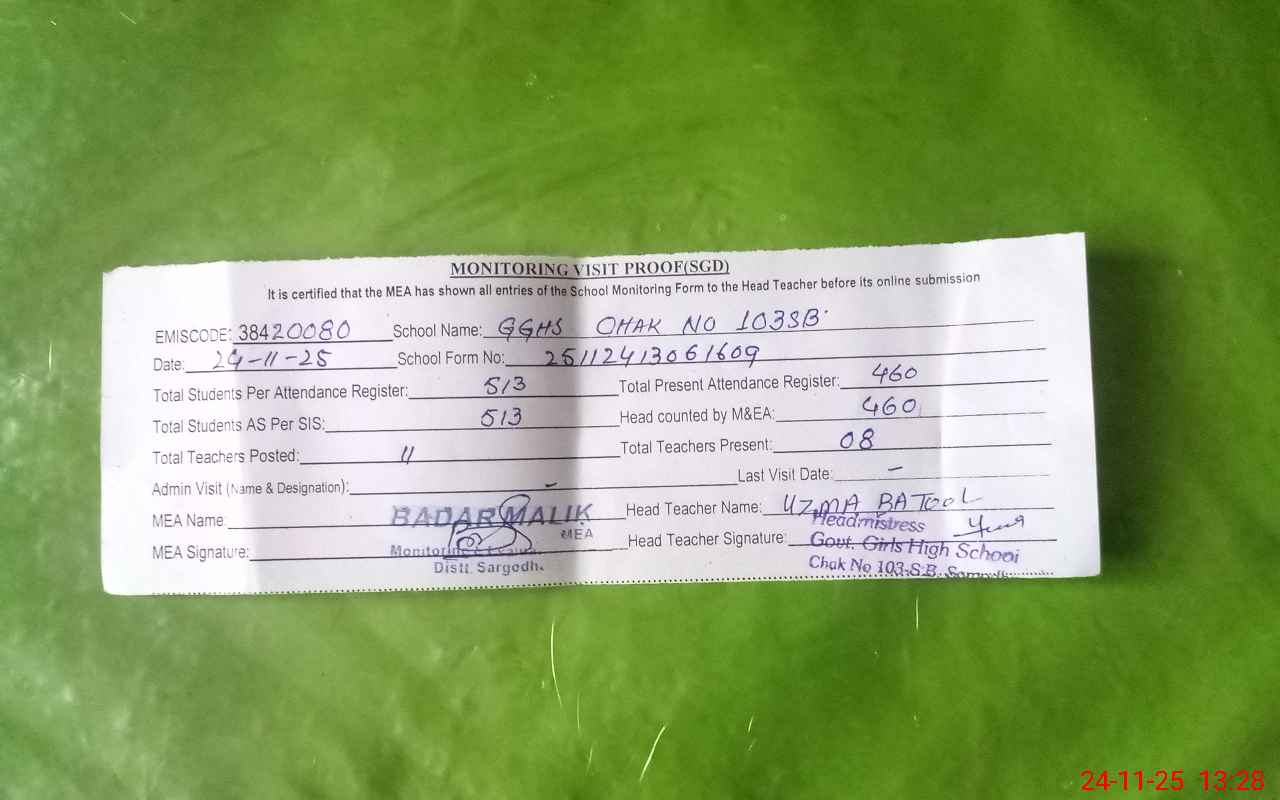 MONITORING VISIT PROOF(SGD)
It is certified that the MEA has shown all entries of the School Monitoring Form to the Head Teacher before its online submission
EMISCODE: 38420080 School Name: GGHS CHAK NO 103SB
Date: 24-11-25 School Form No: 25112413061609
Total Students Per Attendance Register: 513 Total Present Attendance Register: 460
Total Students AS Per SIS: 513 Head counted by M&EA: 460
Total Teachers Posted: 11 Total Teachers Present: 08
Admin Visit (Name & Designation): - Last Visit Date: -
MEA Name: BADAR MALIK Head Teacher Name: UZMA BATOOL
MEA
MEA Signature: Head Teacher Signature:
Distt. Sargodh.
Headmistress
Govt. Girls High School
Chak No 103.S.B.
24-11-25 13:28